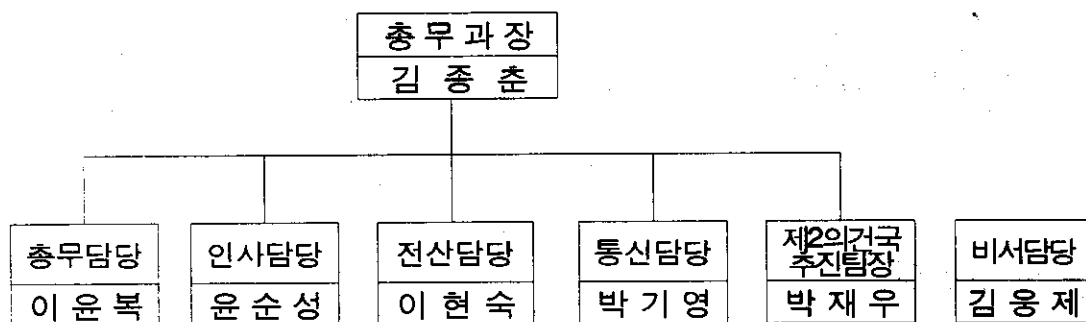 총무과장
김종춘
총무담당 인사담당 전산담당 통신담당 제2의건국 추진팀장 비서담당
이윤복 윤순성 이현숙 박기영 박재우 김웅제